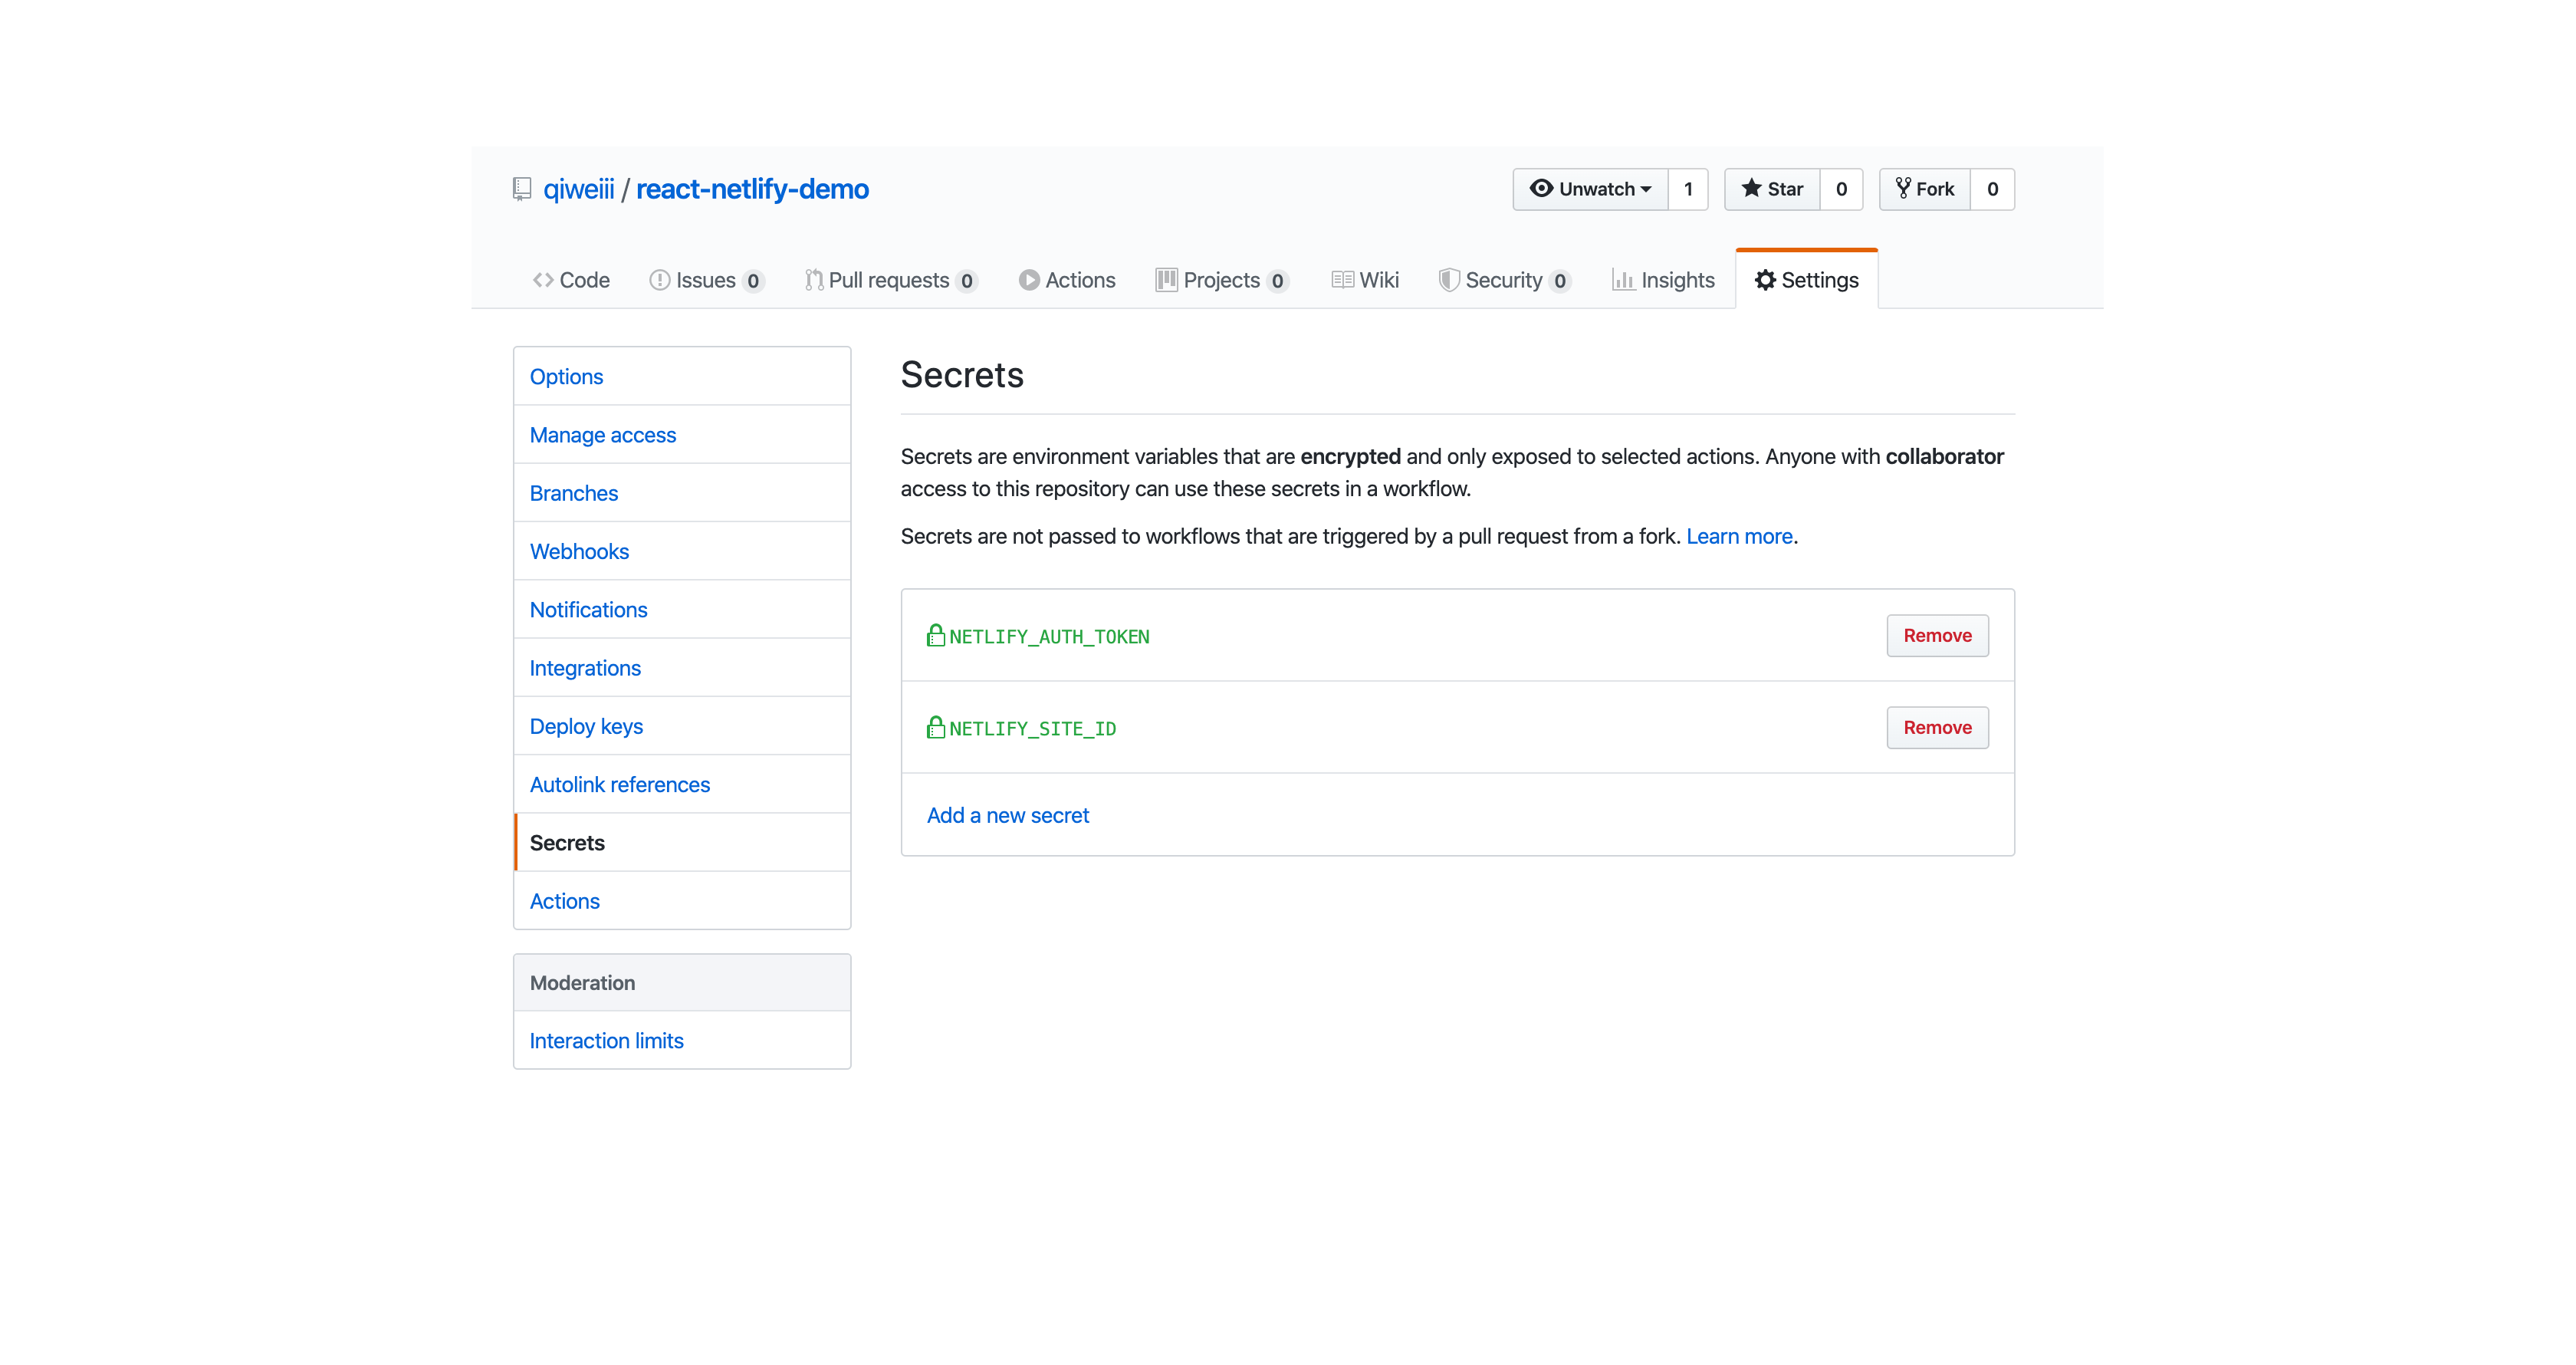 qiweiii / react-netlify-demo
Unwatch 1 Star 0 Fork 0
Code Issues 0 Pull requests 0 Actions Projects 0 Wiki Security 0 Insights Settings
Options
Manage access
Branches
Webhooks
Notifications
Integrations
Deploy keys
Autolink references
Secrets
Actions
Moderation
Interaction limits
Secrets
Secrets are environment variables that are encrypted and only exposed to selected actions. Anyone with collaborator
access to this repository can use these secrets in a workflow.
Secrets are not passed to workflows that are triggered by a pull request from a fork. Learn more.
NETLIFY_AUTH_TOKEN Remove
NETLIFY_SITE_ID Remove
Add a new secret